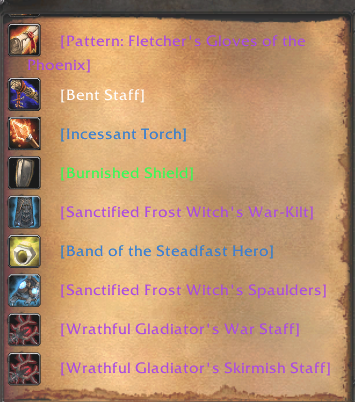 [Pattern: Fletcher's Gloves of the
Phoenix]
[Bent Staff]
[Incessant Torch]
[Burnished Shield]
[Sanctified Frost Witch's War-Kilt]
[Band of the Steadfast Hero]
[Sanctified Frost Witch's Spaulders]
[Wrathful Gladiator's War Staff]
[Wrathful Gladiator's Skirmish Staff]